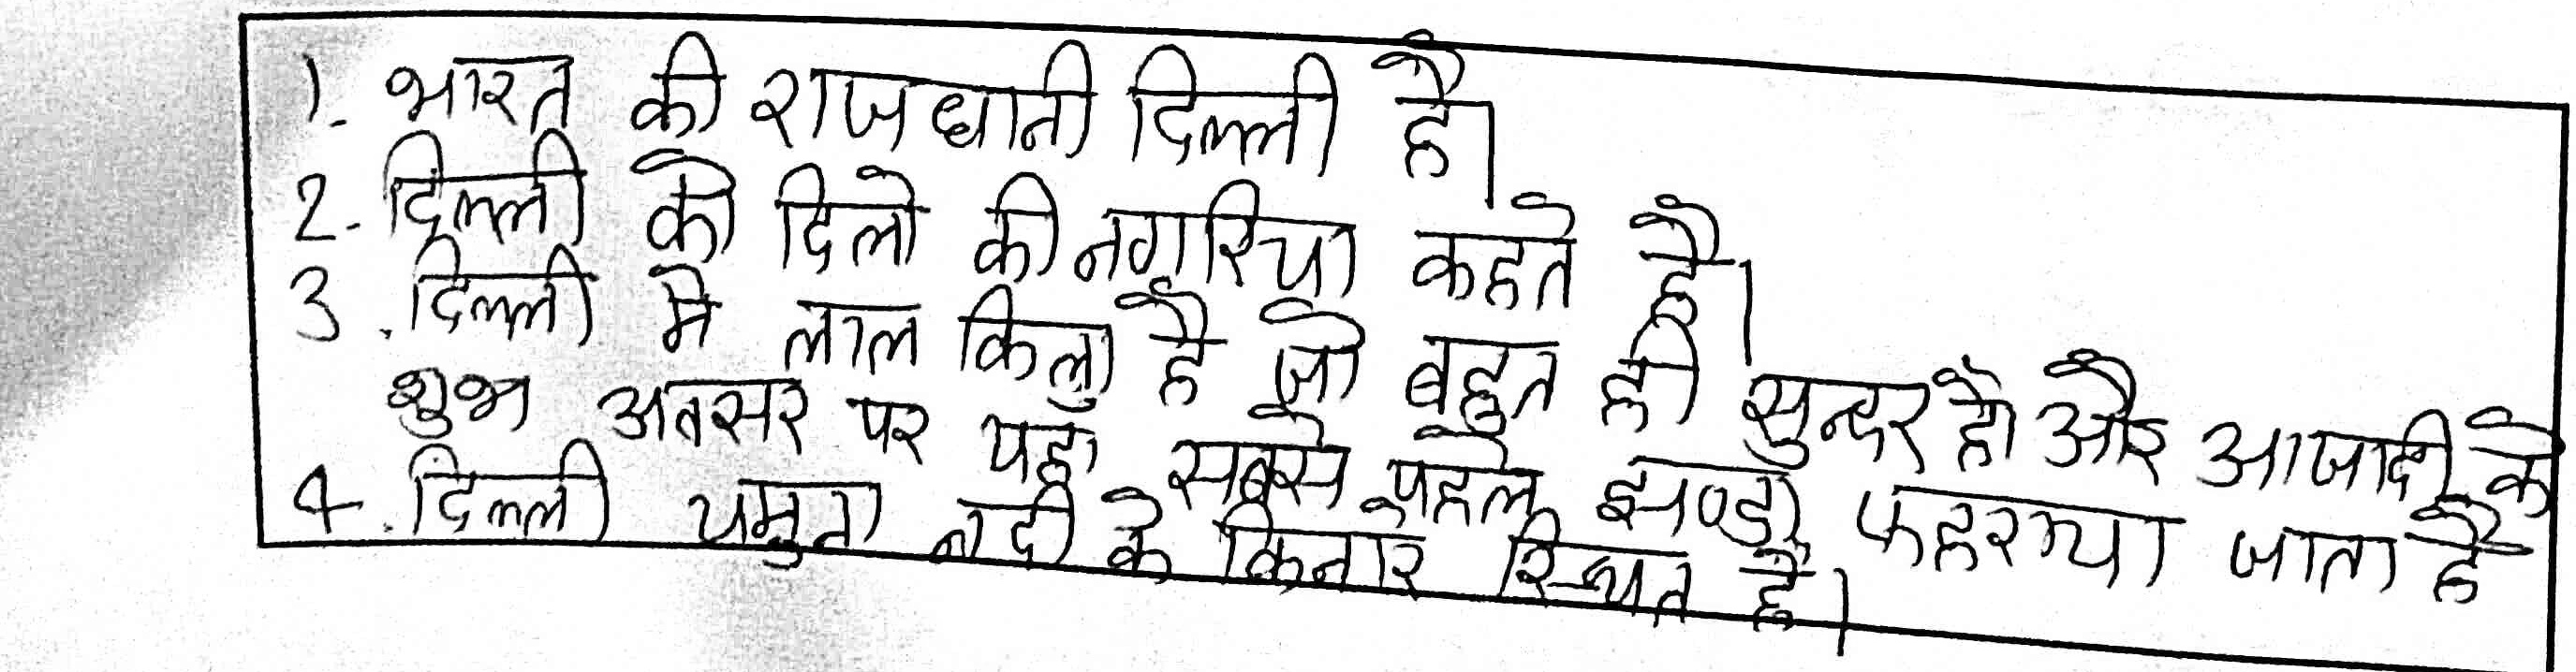 1. भारत की राजधानी दिल्ली है।
2. दिल्ली को दिलो की नगरिया कहते है।
3. दिल्ली मे लाल किला है जो बहुत ही सुन्दर है और आजादी के
शुभ अवसर पर यहाँ सबसे पहले झण्डा फहराया जाता है
4. दिल्ली यमुना नदी के किनारे स्थित है।